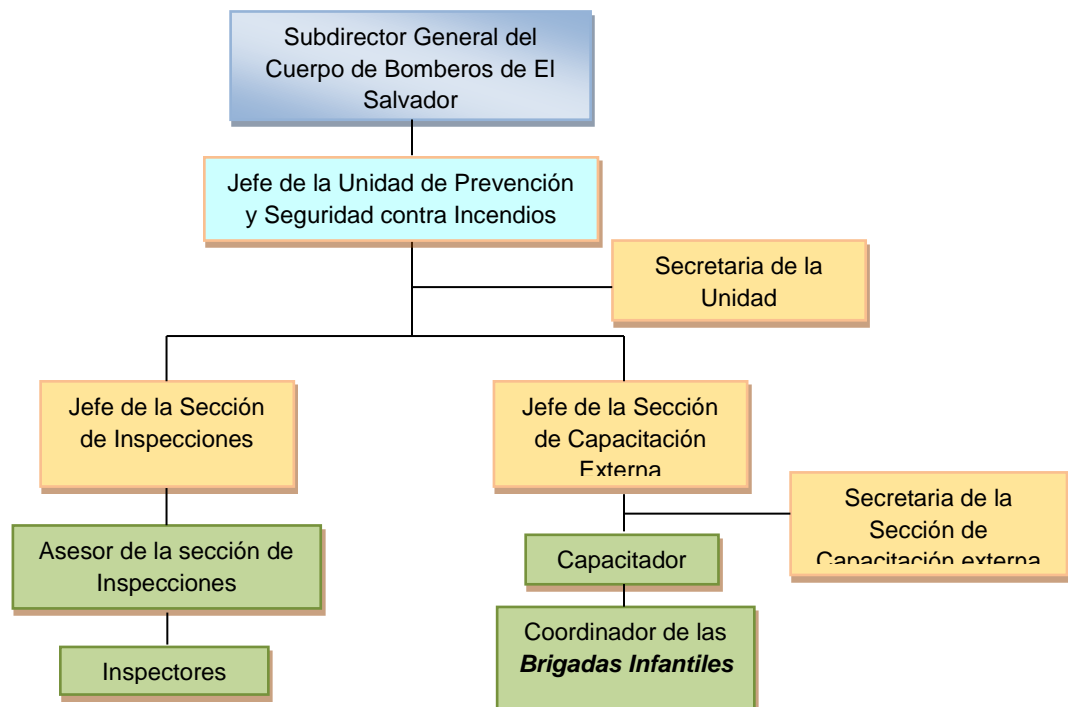 Subdirector General del
Cuerpo de Bomberos de El
Salvador
Jefe de la Unidad de Prevención
y Seguridad contra Incendios
Secretaria de la
Unidad
Jefe de la Sección
de Inspecciones
Jefe de la Sección
de Capacitación
Externa
Secretaria de la
Sección de
Capacitación externa
Asesor de la sección de
Inspecciones
Capacitador
Inspectores
Coordinador de las
Brigadas Infantiles